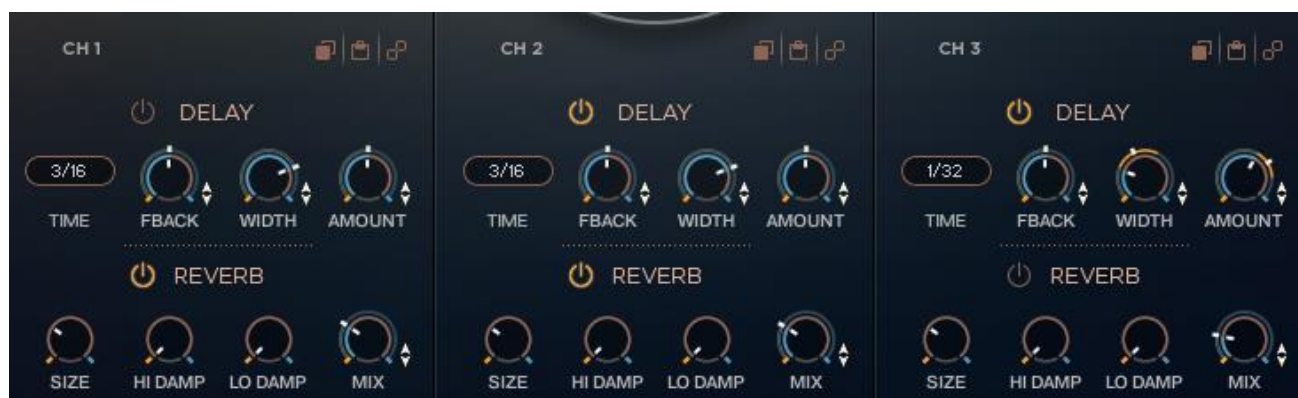 CH 1 CH 2 CH 3
DELAY DELAY DELAY
3/16 3/16 1/32
TIME FBACK WIDTH AMOUNT TIME FBACK WIDTH AMOUNT TIME FBACK WIDTH AMOUNT
REVERB REVERB REVERB
SIZE HI DAMP LO DAMP MIX SIZE HI DAMP LO DAMP MIX SIZE HI DAMP LO DAMP MIX